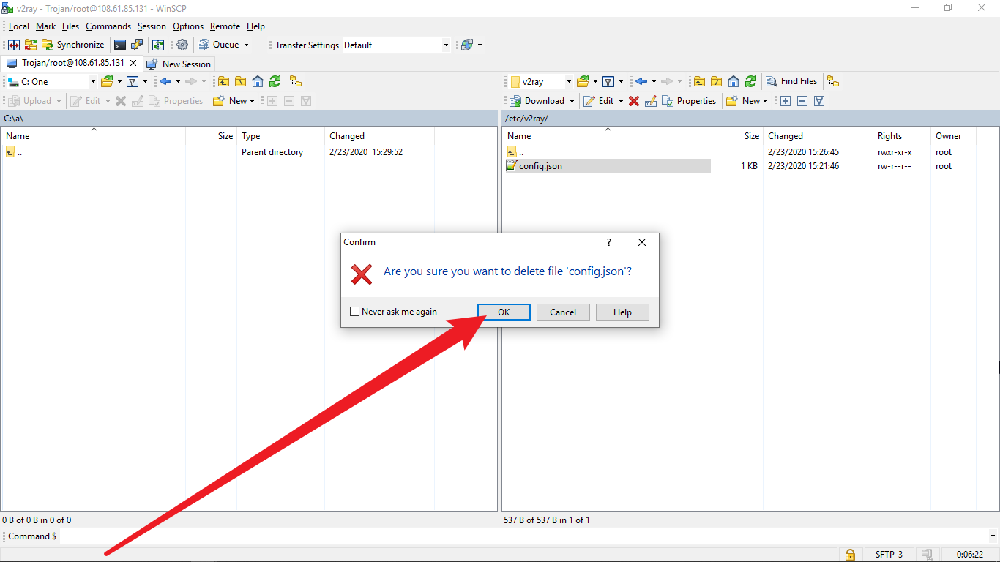 v2ray - Trojan/root@108.61.85.131 - WinSCP
Local Mark Files Commands Session Options Remote Help
Synchronize Queue Transfer Settings Default
Trojan/root@108.61.85.131 New Session
C: One v2ray Find Files
Upload Edit Properties New Download Edit Properties New
C:\a\ /etc/v2ray/
Name Size Type Changed Name Size Changed Rights Owner
.. Parent directory 2/23/2020 15:29:52 .. 2/23/2020 15:26:45 rwxr-xr-x root
config.json 1 KB 2/23/2020 15:21:46 rw-r--r-- root
Confirm ?
Are you sure you want to delete file 'config.json'?
Never ask me again OK Cancel Help
0 B of 0 B in 0 of 0 537 B of 537 B in 1 of 1
Command $
SFTP-3 0:06:22